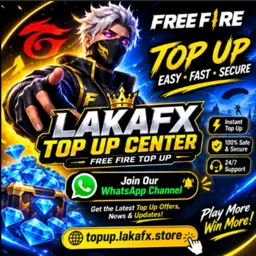 FREE FIRE
TOP UP
EASY • FAST • SECURE
LAKAFX
TOP UP CENTER
FREE FIRE TOP UP
Instant
Top Up
100% Safe
& Secure
24/7
Support
Join Our
WhatsApp Channel
Get the Latest Top Up Offers,
News & Updates!
Play More
Win More!
topup.lakafx.store